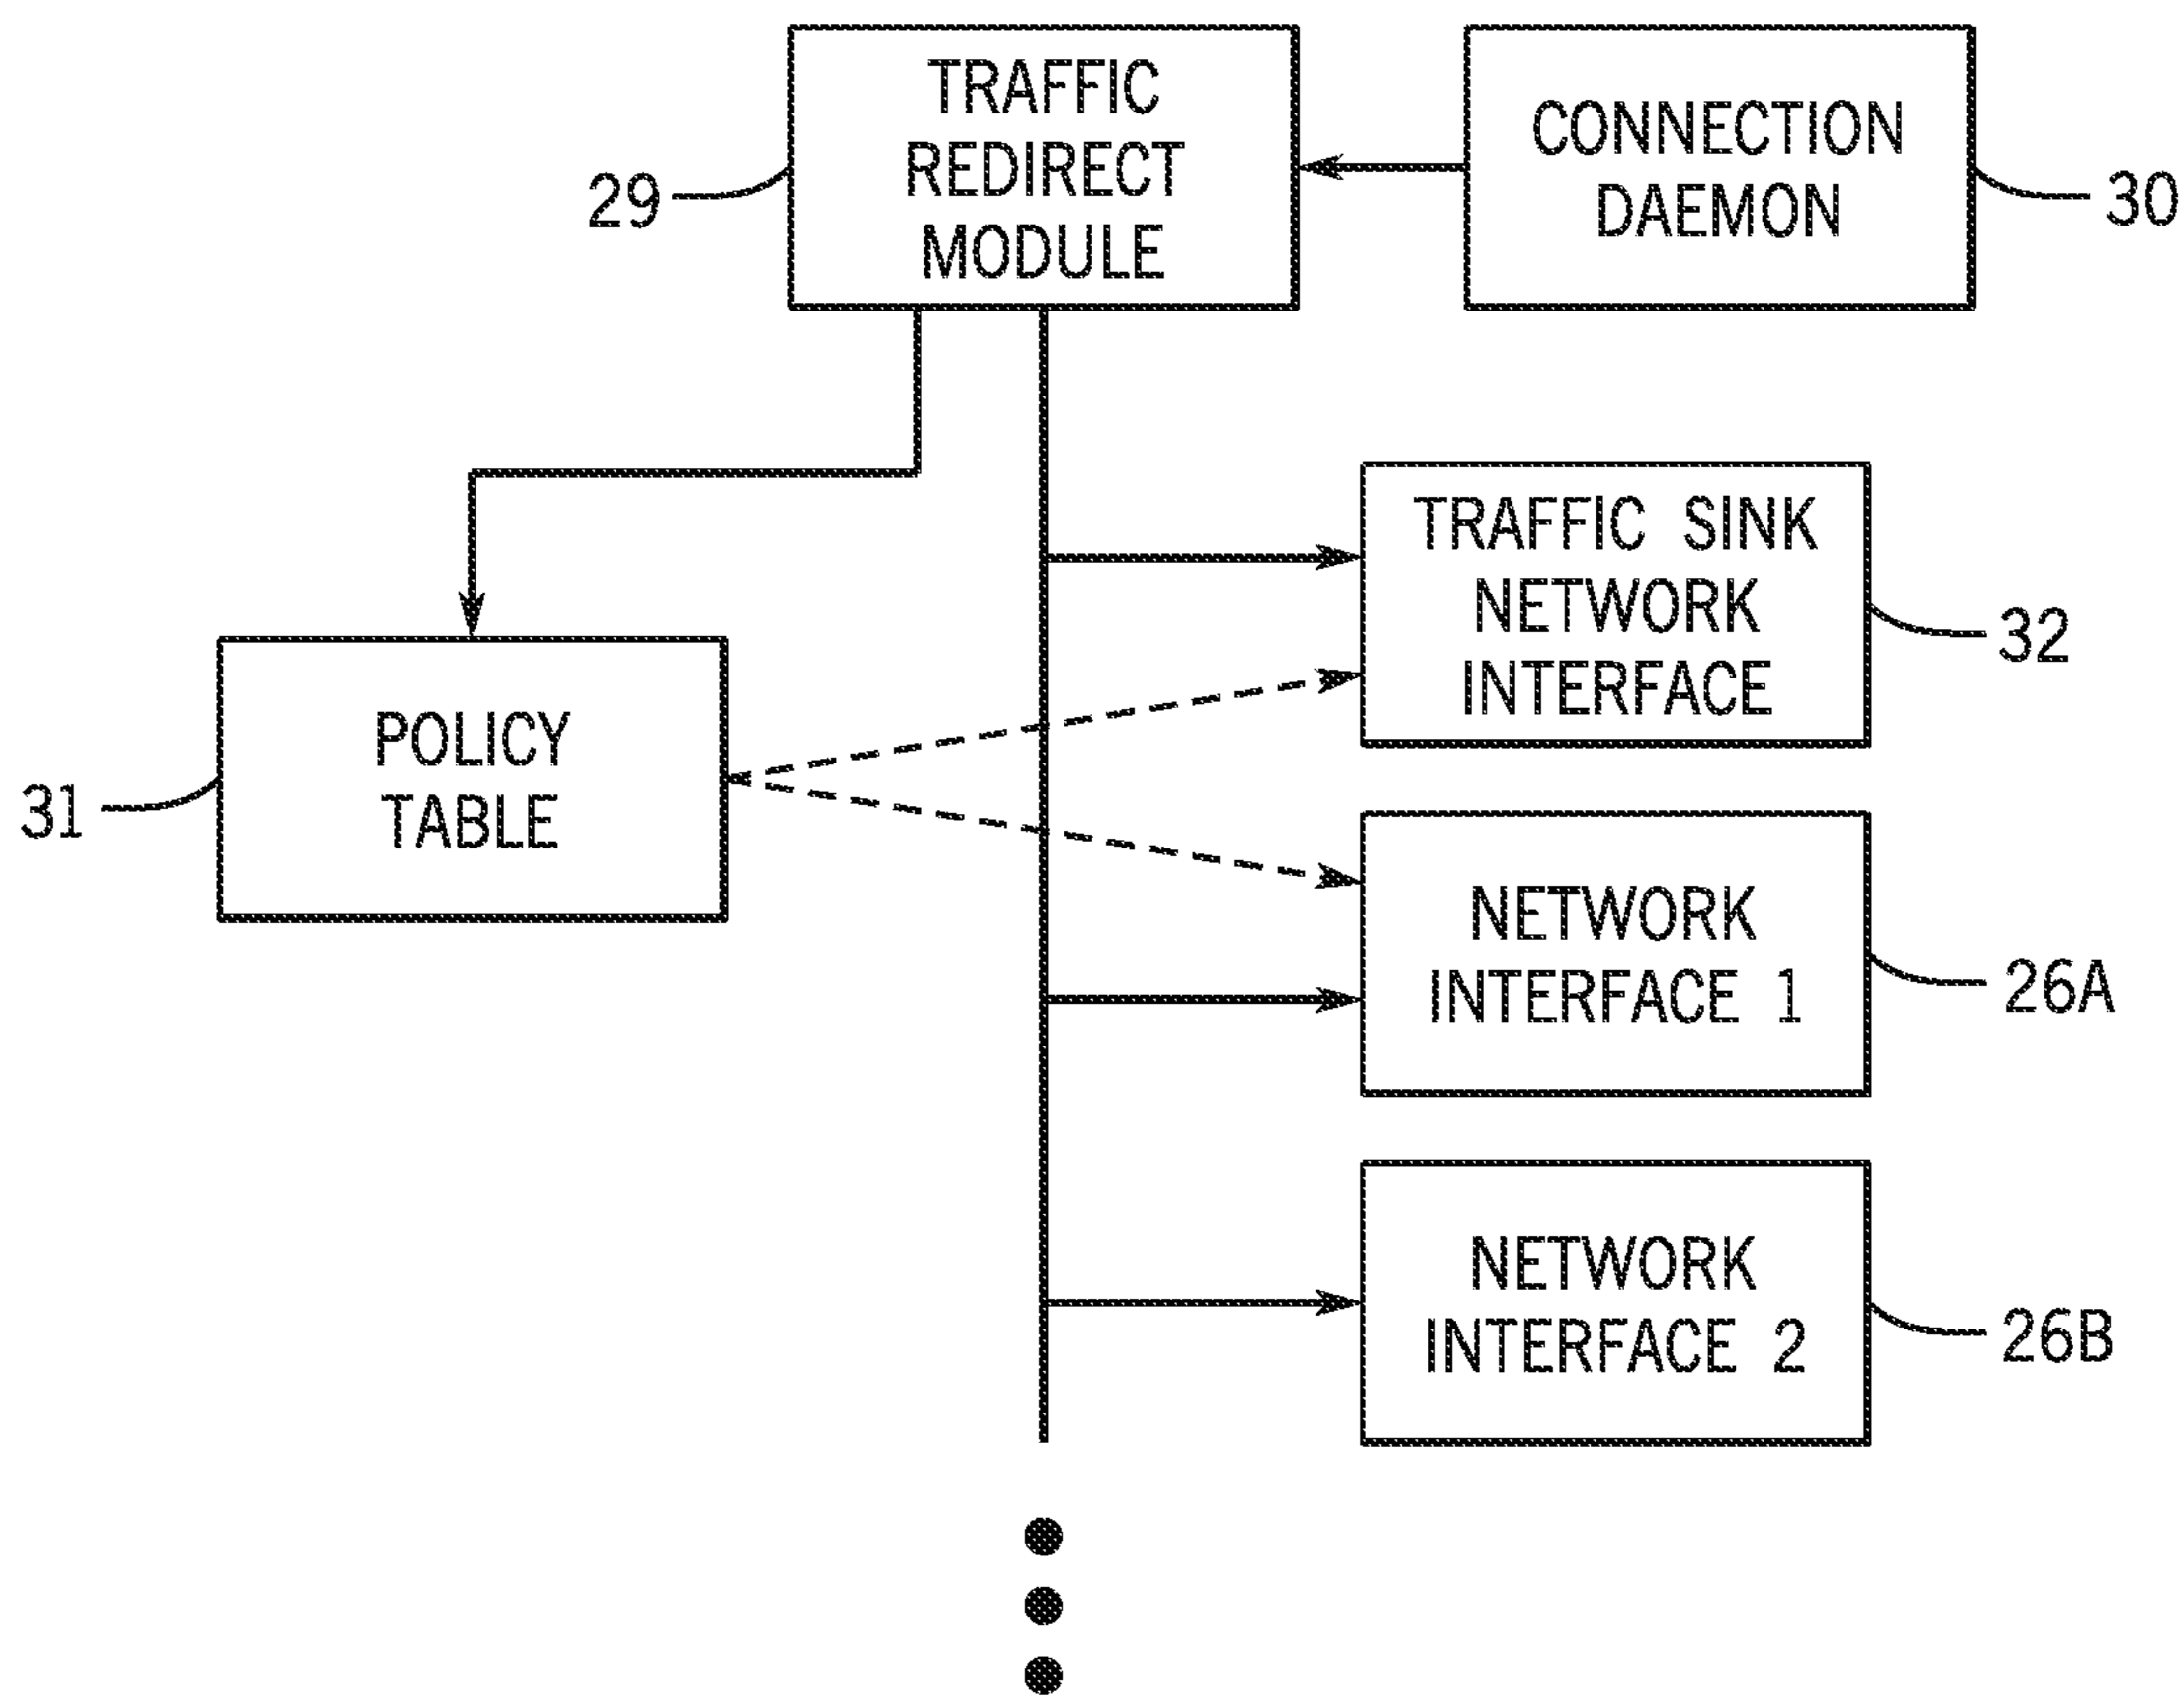 TRAFFIC
REDIRECT
MODULE
29
CONNECTION
DAEMON
30
TRAFFIC SINK
NETWORK
INTERFACE
32
POLICY
TABLE
31
NETWORK
INTERFACE 1
26A
NETWORK
INTERFACE 2
26B